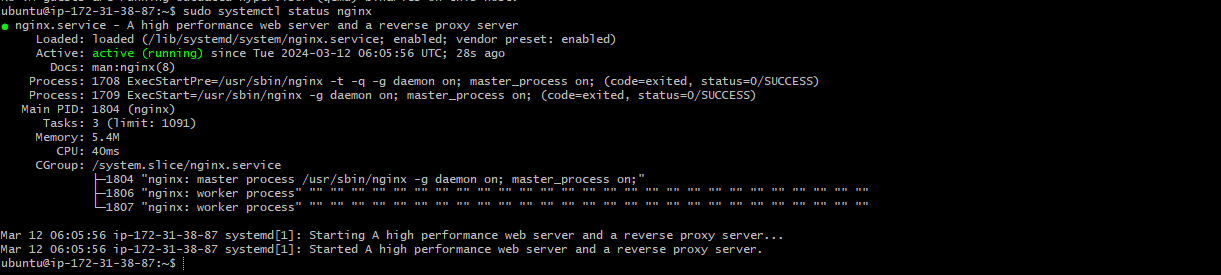 ubuntu@ip-172-31-38-87:~$ sudo systemctl status nginx
● nginx.service - A high performance web server and a reverse proxy server
Loaded: loaded (/lib/systemd/system/nginx.service; enabled; vendor preset: enabled)
Active: active (running) since Tue 2024-03-12 06:05:56 UTC; 28s ago
Docs: man:nginx(8)
Process: 1708 ExecStartPre=/usr/sbin/nginx -t -q -g daemon on; master_process on; (code=exited, status=0/SUCCESS)
Process: 1709 ExecStart=/usr/sbin/nginx -g daemon on; master_process on; (code=exited, status=0/SUCCESS)
Main PID: 1804 (nginx)
Tasks: 3 (limit: 1091)
Memory: 5.4M
CPU: 40ms
CGroup: /system.slice/nginx.service
├─1804 "nginx: master process /usr/sbin/nginx -g daemon on; master_process on;"
├─1806 "nginx: worker process" "" "" "" "" "" "" "" "" "" "" "" "" "" "" "" "" "" "" "" "" "" "" "" "" "" "" ""
└─1807 "nginx: worker process" "" "" "" "" "" "" "" "" "" "" "" "" "" "" "" "" "" "" "" "" "" "" "" "" "" "" ""
Mar 12 06:05:56 ip-172-31-38-87 systemd[1]: Starting A high performance web server and a reverse proxy server...
Mar 12 06:05:56 ip-172-31-38-87 systemd[1]: Started A high performance web server and a reverse proxy server.
ubuntu@ip-172-31-38-87:~$